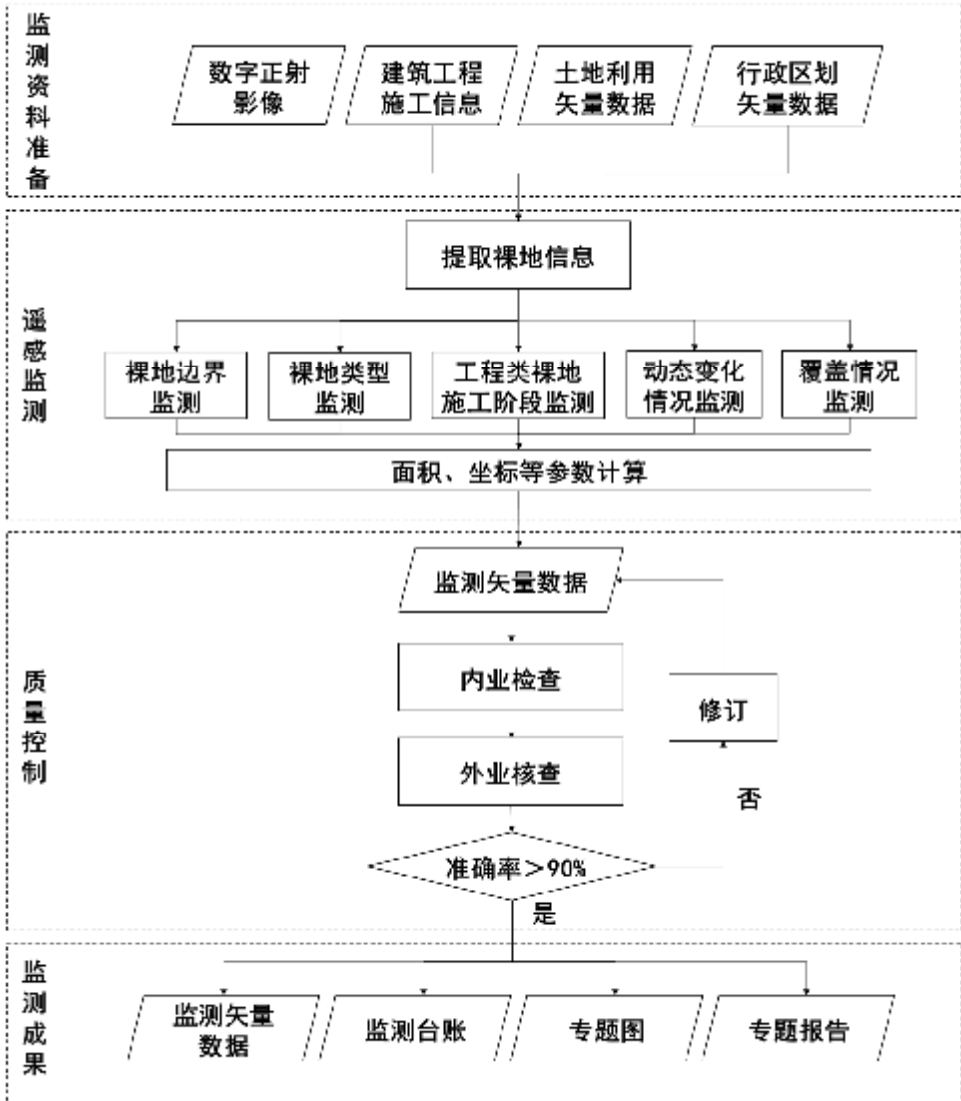 监测资料准备
数字正射
影像
建筑工程
施工信息
土地利用
矢量数据
行政区划
矢量数据
遥感监测
提取裸地信息
裸地边界
监测
裸地类型
监测
工程类裸地
施工阶段监测
动态变化
情况监测
覆盖情况
监测
面积、坐标等参数计算
质量控制
监测矢量数据
内业检查
修订
外业核查
否
准确率＞90%
是
监测成果
监测矢量
数据
监测台账
专题图
专题报告